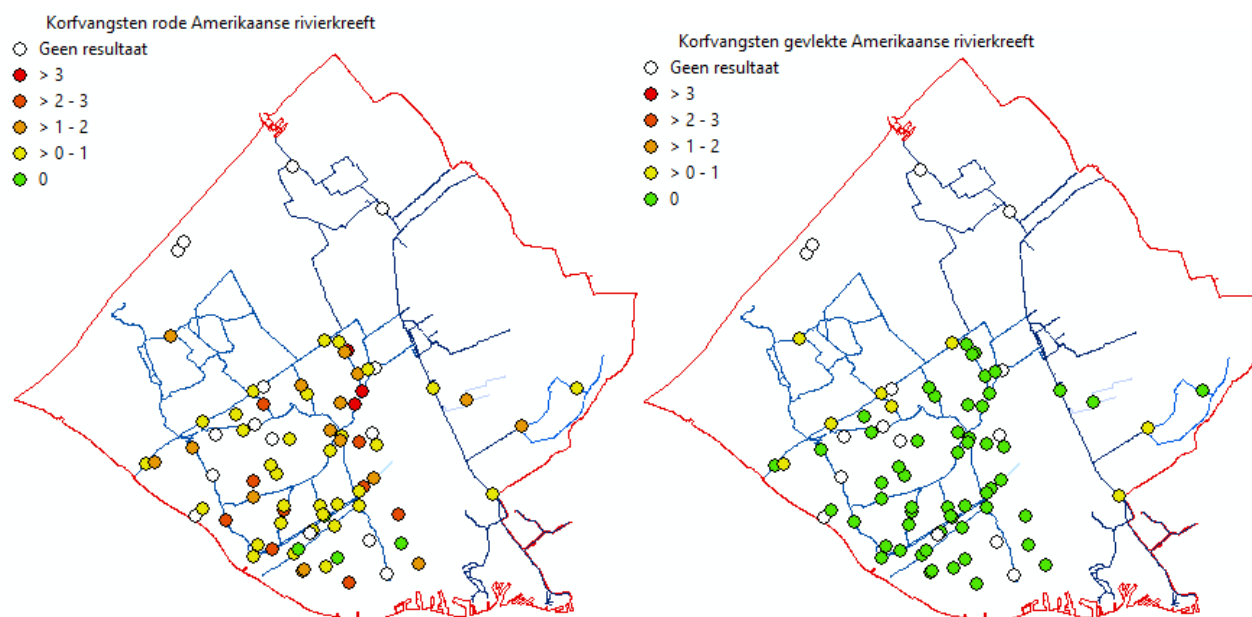 Korfvangsten rode Amerikaanse rivierkreeft
Geen resultaat
> 3
> 2 - 3
> 1 - 2
> 0 - 1
0
Korfvangsten gevlekte Amerikaanse rivierkreeft
Geen resultaat
> 3
> 2 - 3
> 1 - 2
> 0 - 1
0